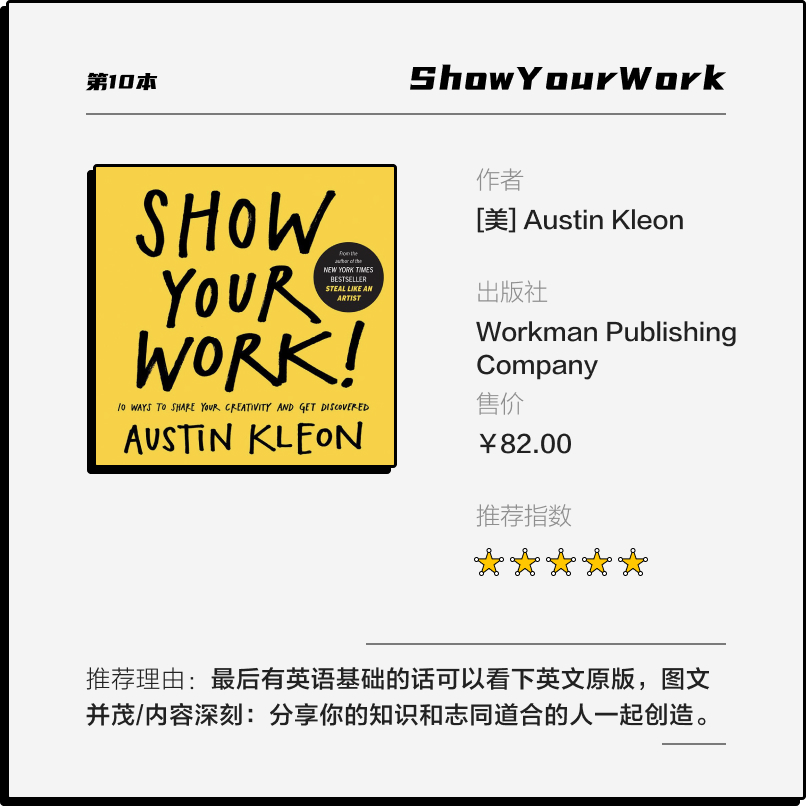 第10本
ShowYourWork
SHOW
YOUR
WORK!
From the
author of the
NEW YORK TIMES
BESTSELLER
STEAL LIKE AN
ARTIST
10 WAYS TO SHARE YOUR CREATIVITY AND GET DISCOVERED
AUSTIN KLEON
作者
[美] Austin Kleon
出版社
Workman Publishing
Company
售价
￥82.00
推荐指数
推荐理由：最后有英语基础的话可以看下英文原版，图文
并茂/内容深刻：分享你的知识和志同道合的人一起创造。